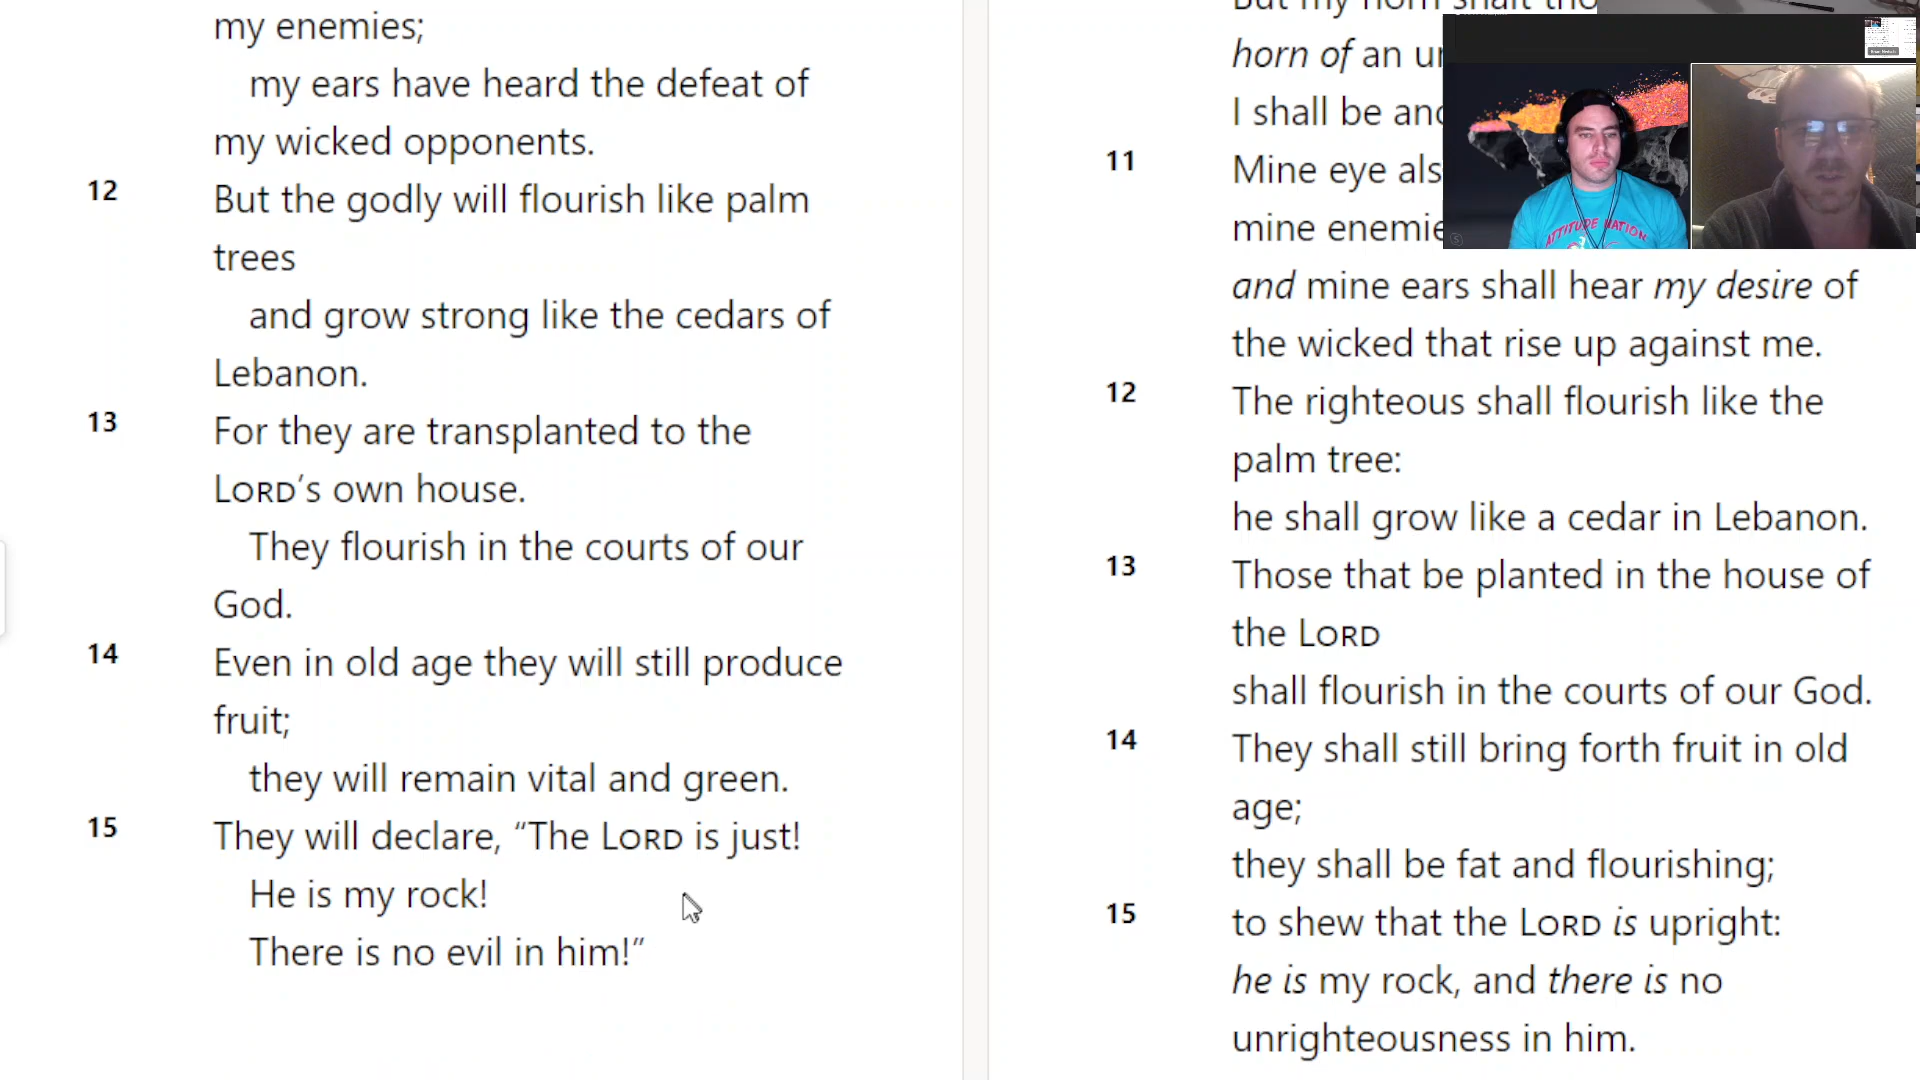 my enemies;
my ears have heard the defeat of
my wicked opponents.
12 But the godly will flourish like palm
trees
and grow strong like the cedars of
Lebanon.
13 For they are transplanted to the
LORD’s own house.
They flourish in the courts of our
God.
14 Even in old age they will still produce
fruit;
they will remain vital and green.
15 They will declare, “The LORD is just!
He is my rock!
There is no evil in him!”
But my horn shalt
horn of an
I shall be
11 Mine eye
mine
and mine ears shall hear my desire of
the wicked that rise up against me.
12 The righteous shall flourish like the
palm tree:
he shall grow like a cedar in Lebanon.
13 Those that be planted in the house of
the LORD
shall flourish in the courts of our God.
14 They shall still bring forth fruit in old
age;
they shall be fat and flourishing;
15 to shew that the LORD is upright:
he is my rock, and there is no
unrighteousness in him.
ATTITUDE NATION